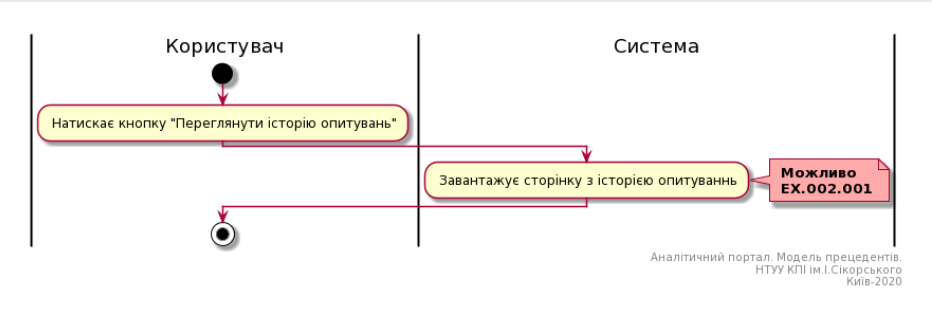 Користувач
Система
Натискає кнопку "Переглянути історію опитувань"
Завантажує сторінку з історією опитуваннь
Можливо
EX.002.001
Аналітичний портал. Модель прецедентів.
НТУУ КПІ ім.І.Сікорського
Київ-2020